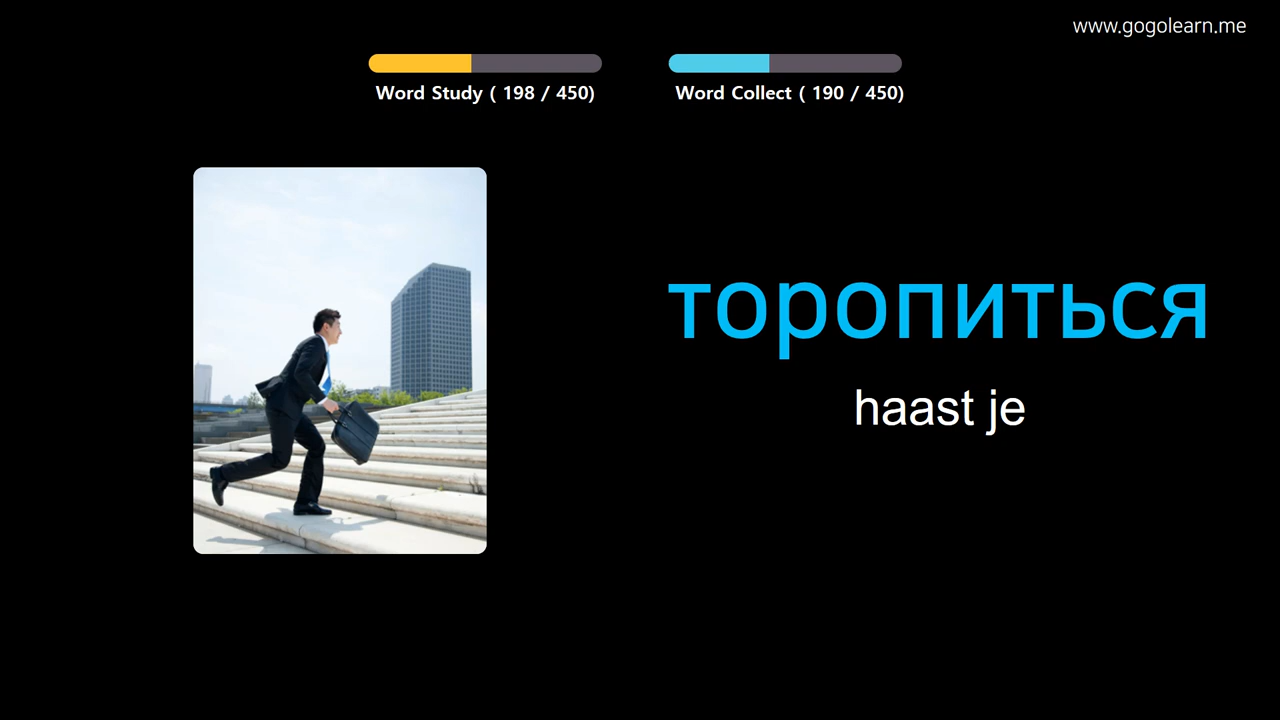 www.gogolearn.me
Word Study ( 198 / 450)
Word Collect ( 190 / 450)
торопиться
haast je